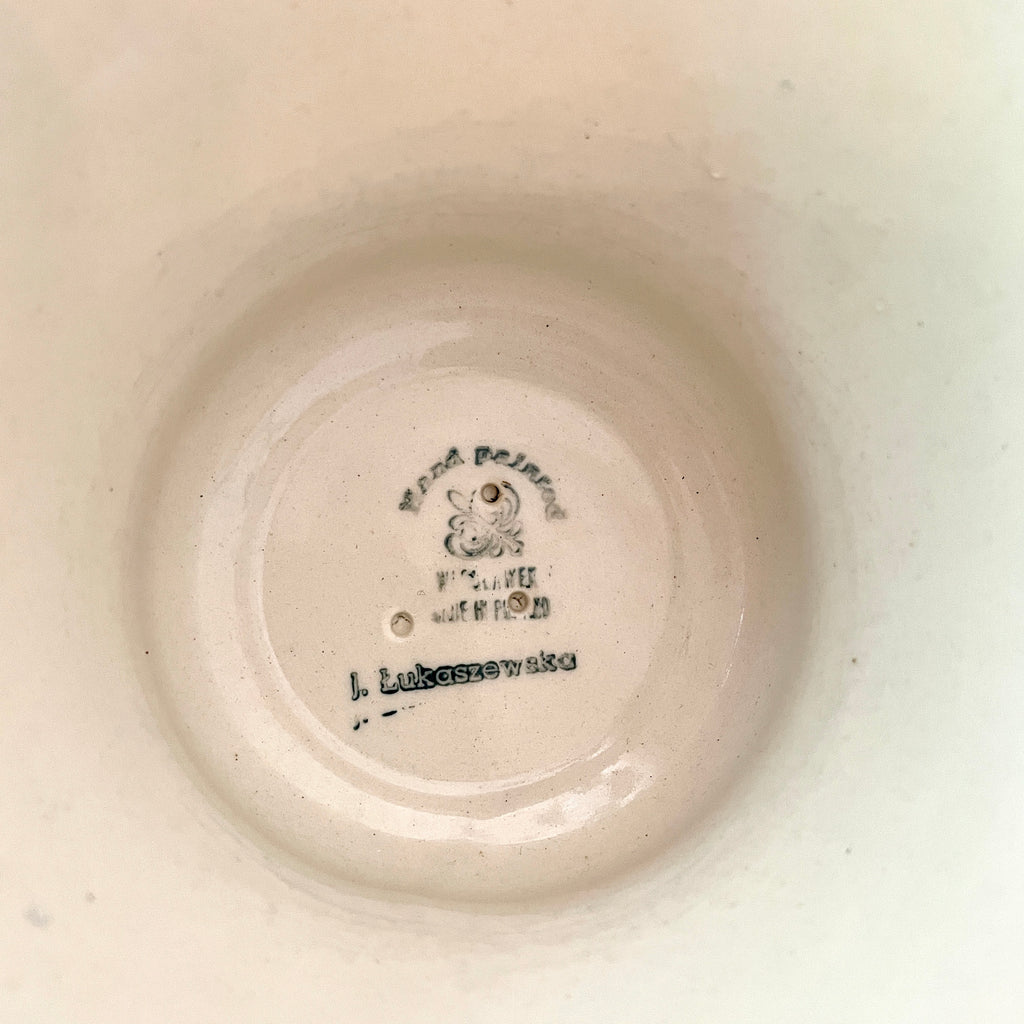 Hand Painted
MADE IN POLAND
J. Łukaszewska